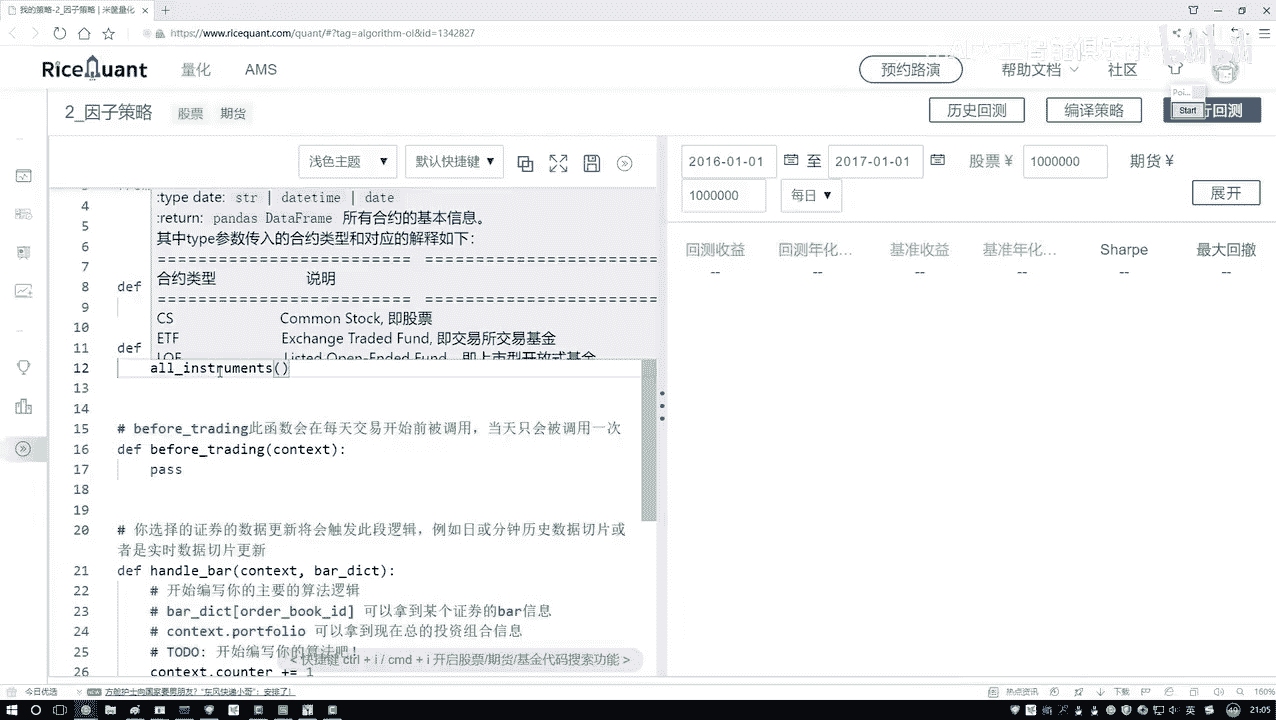 我的策略-2_因子策略 | 米筐量化
https://www.ricequant.com/quant/#?tag=algorithm-ol&id=1342827
RiceQuant 量化 AMS 预约路演 帮助文档 社区
Poi...
Start
2_因子策略 股票 期货 历史回测 编译策略 行回测
浅色主题 默认快捷键
2016-01-01 至 2017-01-01 股票 ¥ 1000000 期货 ¥
1000000 每日 展开
回测收益 回测年化... 基准收益 基准年化... Sharpe 最大回撤
-- -- -- -- -- --
:type date: str | datetime | date
:return: pandas DataFrame 所有合约的基本信息。
其中type参数传入的合约类型和对应的解释如下：
合约类型 说明
CS Common Stock, 即股票
ETF Exchange Traded Fund, 即交易所交易基金
LOF Listed Open-Ended Fund，即上市型开放式基金
4
5
6
7
8 def
9
10
11 def
12 all_instruments()
13
14
15 # before_trading此函数会在每天交易开始前被调用，当天只会被调用一次
16 def before_trading(context):
17 pass
18
19
20 # 你选择的证券的数据更新将会触发此段逻辑，例如日或分钟历史数据切片或
者是实时数据切片更新
21 def handle_bar(context, bar_dict):
22 # 开始编写你的主要的算法逻辑
23 # bar_dict[order_book_id] 可以拿到某个证券的bar信息
24 # context.portfolio 可以拿到现在总的投资组合信息
25 # TODO: 开始编写你的算法吧！
26 context.counter += 1
< 快捷键 ctrl + i / cmd + i 开启股票/期货/基金代码搜索功能 >
今日优选 方舱护士向国家要男朋友？“东风快递小哥”：安排了！ 热点资讯 下载 160%
英 21:05